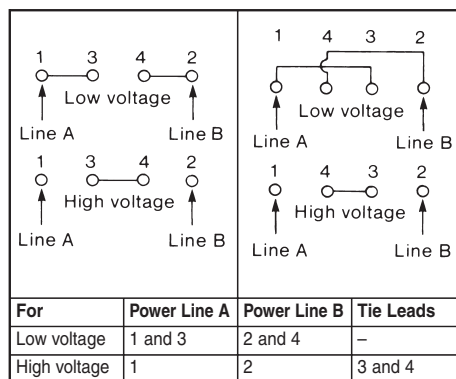 1 3 4 2
Low voltage
Line A Line B
1 3 4 2
High voltage
Line A Line B
1 4 3 2
Low voltage
Line A Line B
1 4 3 2
High voltage
Line A Line B
For Power Line A Power Line B Tie Leads
Low voltage 1 and 3 2 and 4 –
High voltage 1 2 3 and 4